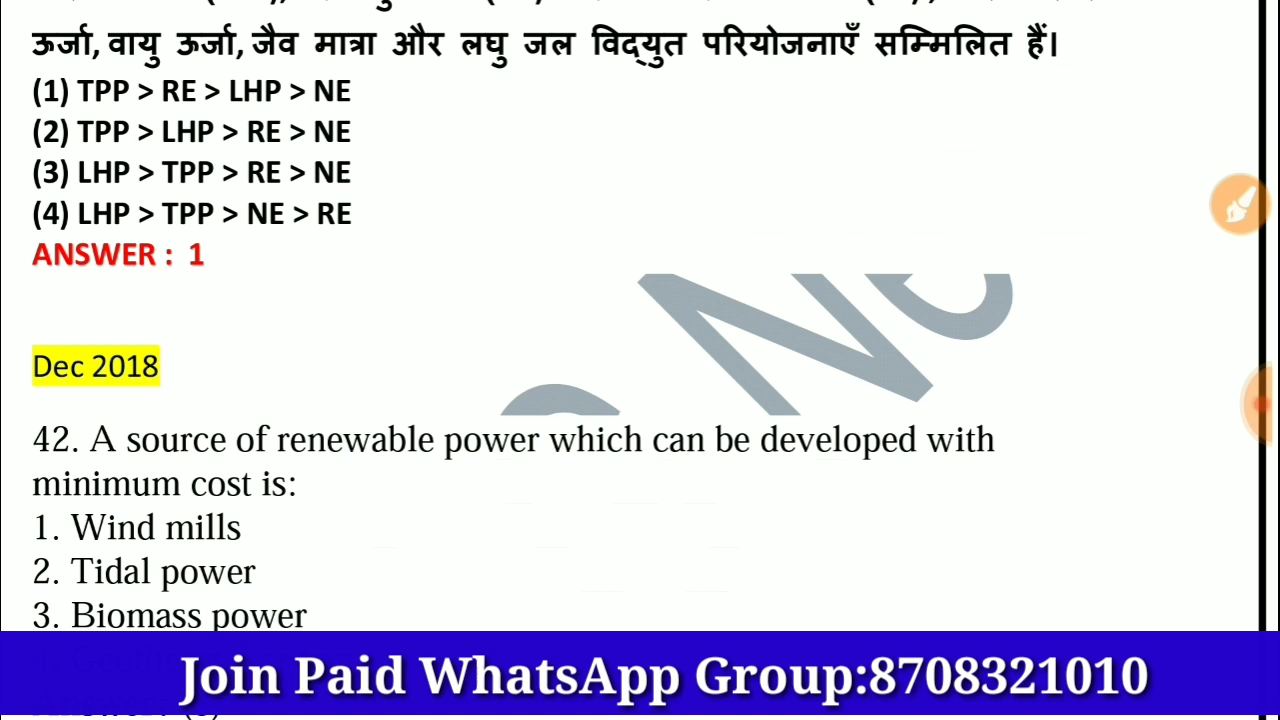 ऊर्जा, वायु ऊर्जा, जैव मात्रा और लघु जल विद्युत परियोजनाएँ सम्मिलित हैं।
(1) TPP > RE > LHP > NE
(2) TPP > LHP > RE > NE
(3) LHP > TPP > RE > NE
(4) LHP > TPP > NE > RE
ANSWER : 1
Dec 2018
42. A source of renewable power which can be developed with
minimum cost is:
1. Wind mills
2. Tidal power
3. Biomass power
Join Paid WhatsApp Group:8708321010